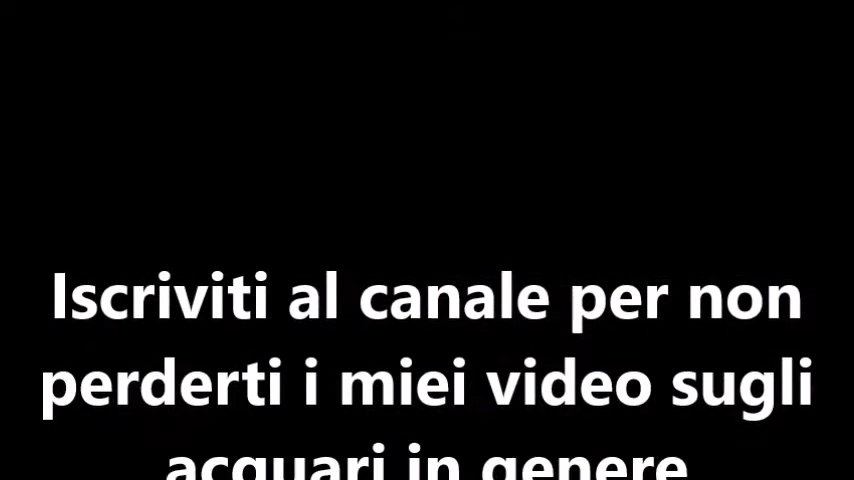 Iscriviti al canale per non
perderti i miei video sugli
acquari in genere